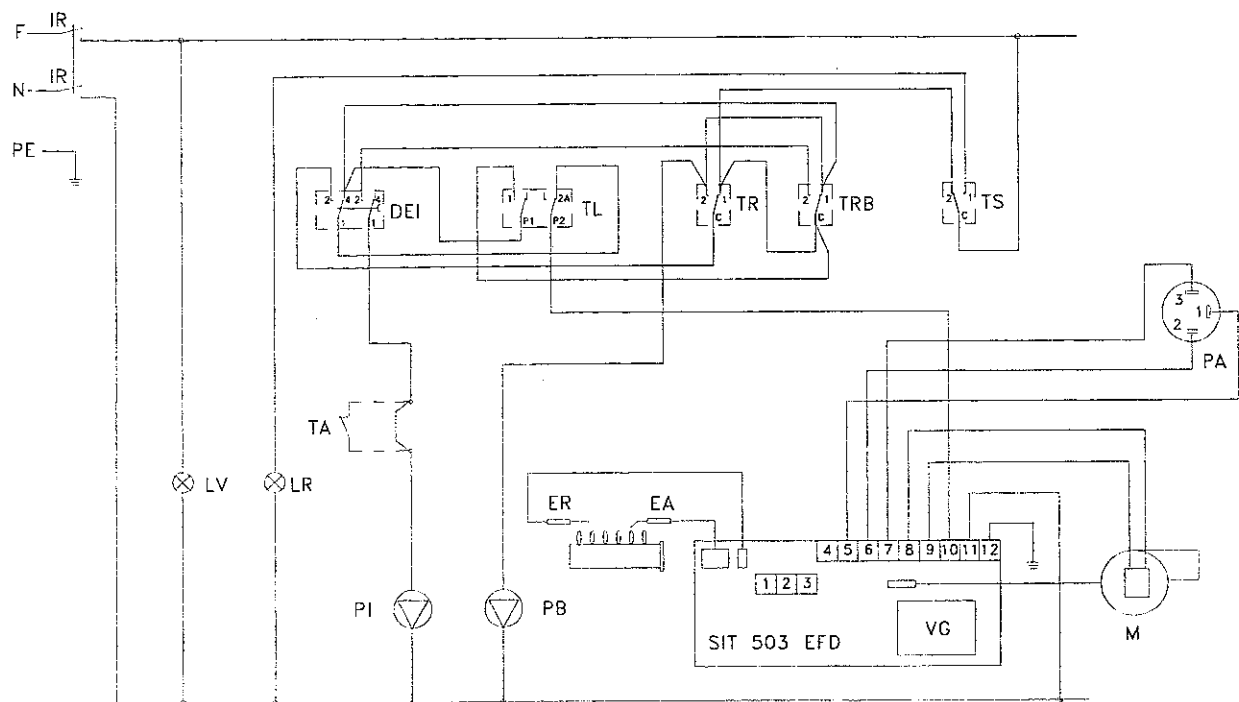 IR
F
IR
N
PE
2 4 2 4
1 1
DEI
1 L 2A
P1 P2
TL
2 1
C
TR
2 1
C
TRB
2 1
C
TS
3
1
2
PA
TA
LV
LR
ER
EA
4 5 6 7 8 9 10 11 12
1 2 3
PI
PB
SIT 503 EFD
VG
M